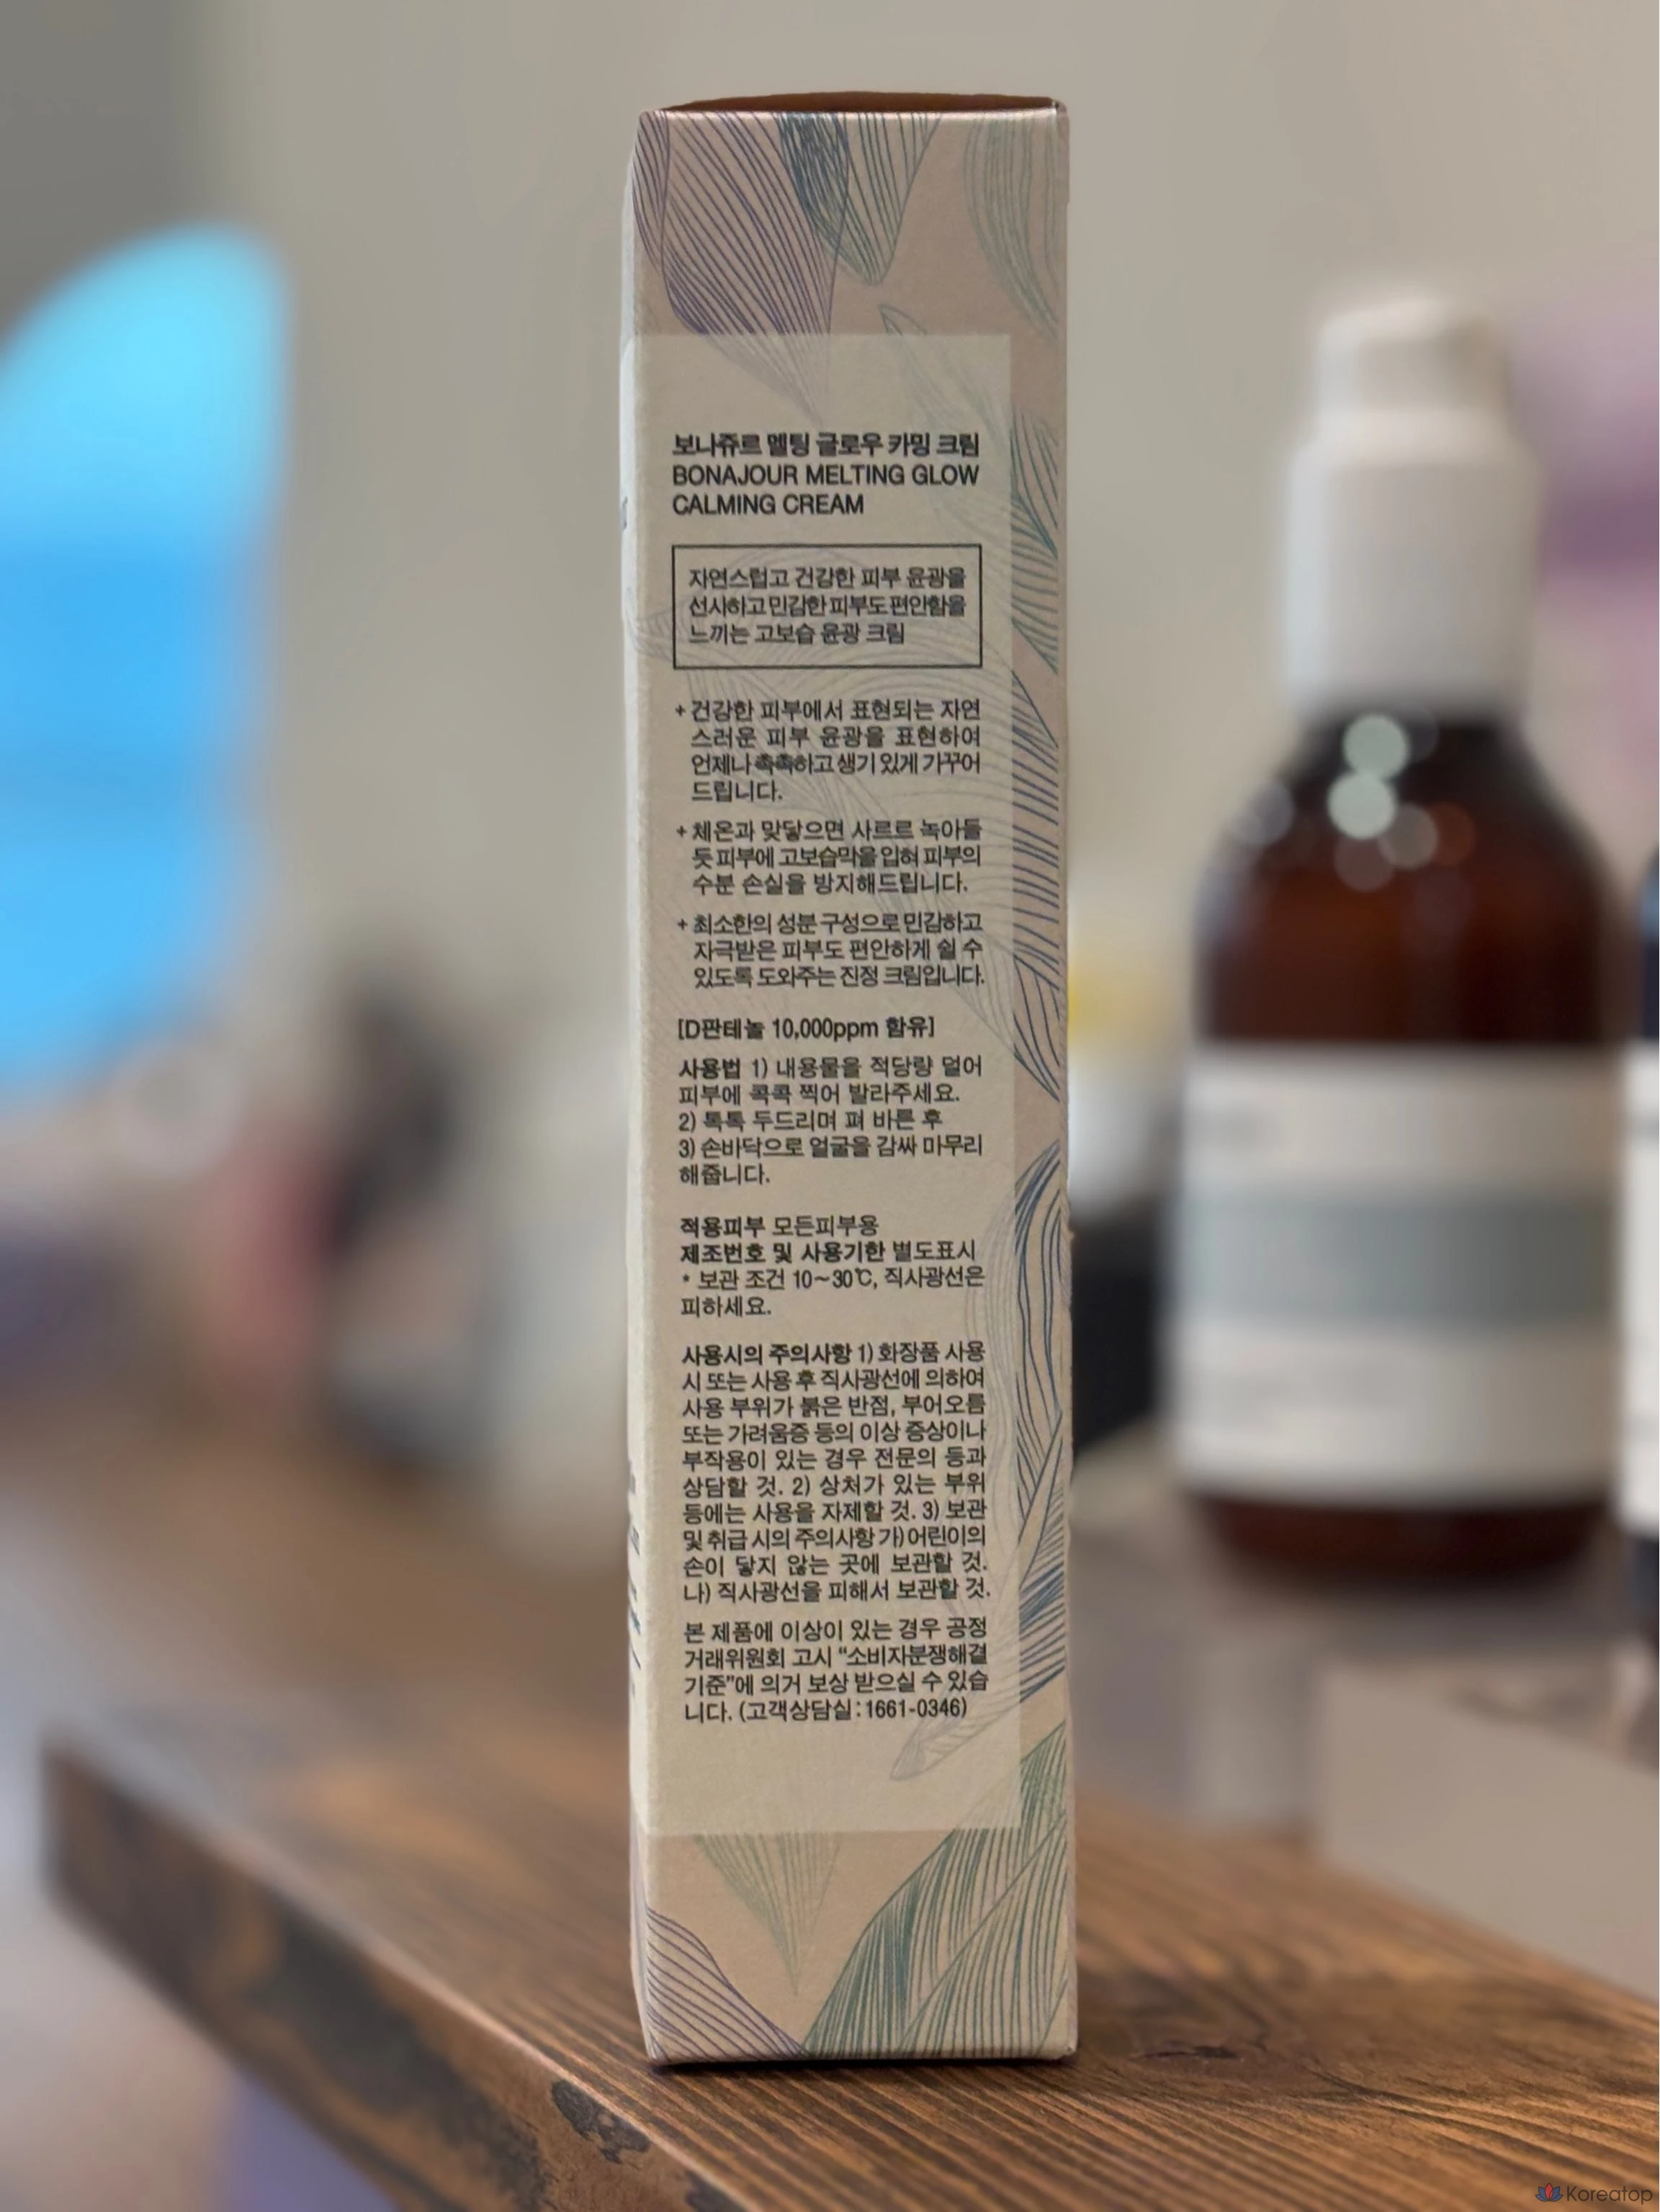 보나쥬르 멜팅 글로우 카밍 크림
BONAJOUR MELTING GLOW
CALMING CREAM
자연스럽고 건강한 피부 윤광을
선사하고 민감한 피부도 편안함을
느끼는 고보습 윤광 크림
+ 건강한 피부에서 표현되는 자연
스러운 피부 윤광을 표현하여
언제나 촉촉하고 생기 있게 가꾸어
드립니다.
+ 체온과 맞닿으면 사르르 녹아들
듯 피부에 고보습막을 입혀 피부의
수분 손실을 방지해드립니다.
+ 최소한의 성분 구성으로 민감하고
자극받은 피부도 편안하게 쉴 수
있도록 도와주는 진정 크림입니다.
[D판테놀 10,000ppm 함유]
사용법 1) 내용물을 적당량 덜어
피부에 콕콕 찍어 발라주세요.
2) 톡톡 두드리며 펴 바른 후
3) 손바닥으로 얼굴을 감싸 마무리
해줍니다.
적용피부 모든피부용
제조번호 및 사용기한 별도표시
* 보관 조건 10~30℃, 직사광선은
피하세요.
사용시의 주의사항 1) 화장품 사용
시 또는 사용 후 직사광선에 의하여
사용 부위가 붉은 반점, 부어오름
또는 가려움증 등의 이상 증상이나
부작용이 있는 경우 전문의 등과
상담할 것. 2) 상처가 있는 부위
등에는 사용을 자제할 것. 3) 보관
및 취급 시의 주의사항 가) 어린이의
손이 닿지 않는 곳에 보관할 것.
나) 직사광선을 피해서 보관할 것.
본 제품에 이상이 있는 경우 공정
거래위원회 고시 “소비자분쟁해결
기준”에 의거 보상 받으실 수 있습
니다. (고객상담실 : 1661-0346)
Koreatop